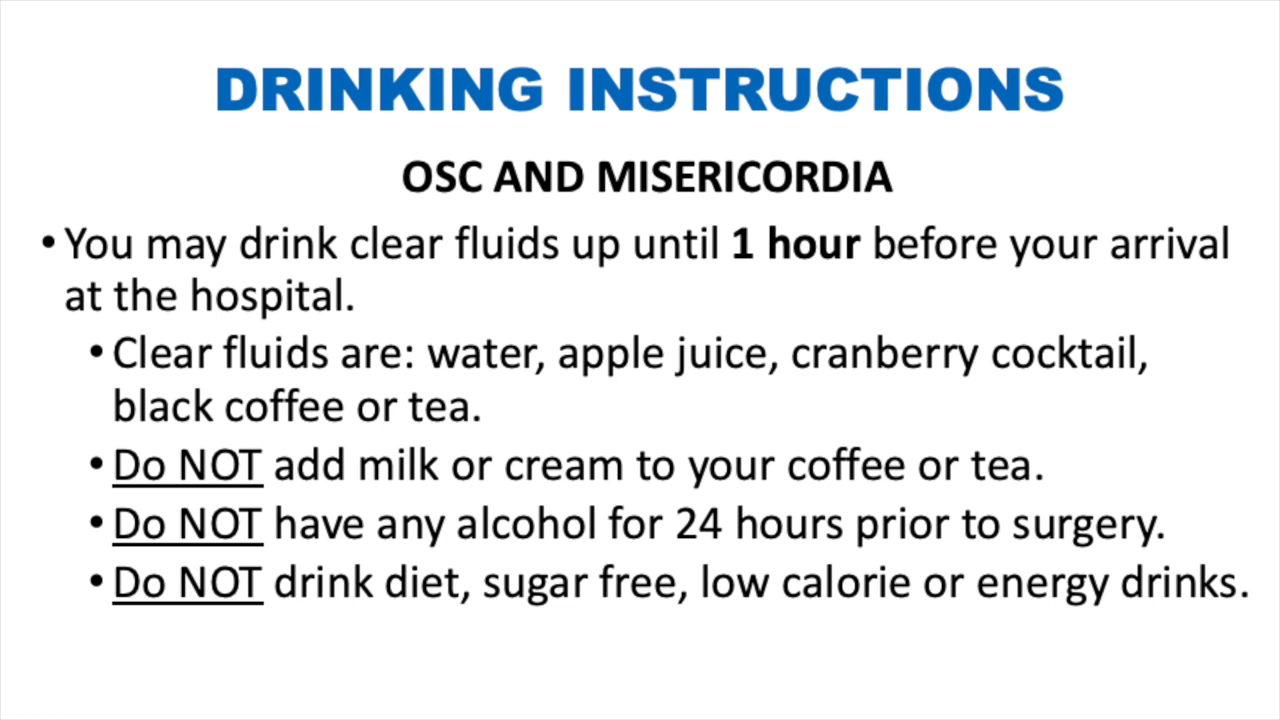 DRINKING INSTRUCTIONS
OSC AND MISERICORDIA
• You may drink clear fluids up until 1 hour before your arrival
at the hospital.
• Clear fluids are: water, apple juice, cranberry cocktail,
black coffee or tea.
• Do NOT add milk or cream to your coffee or tea.
• Do NOT have any alcohol for 24 hours prior to surgery.
• Do NOT drink diet, sugar free, low calorie or energy drinks.